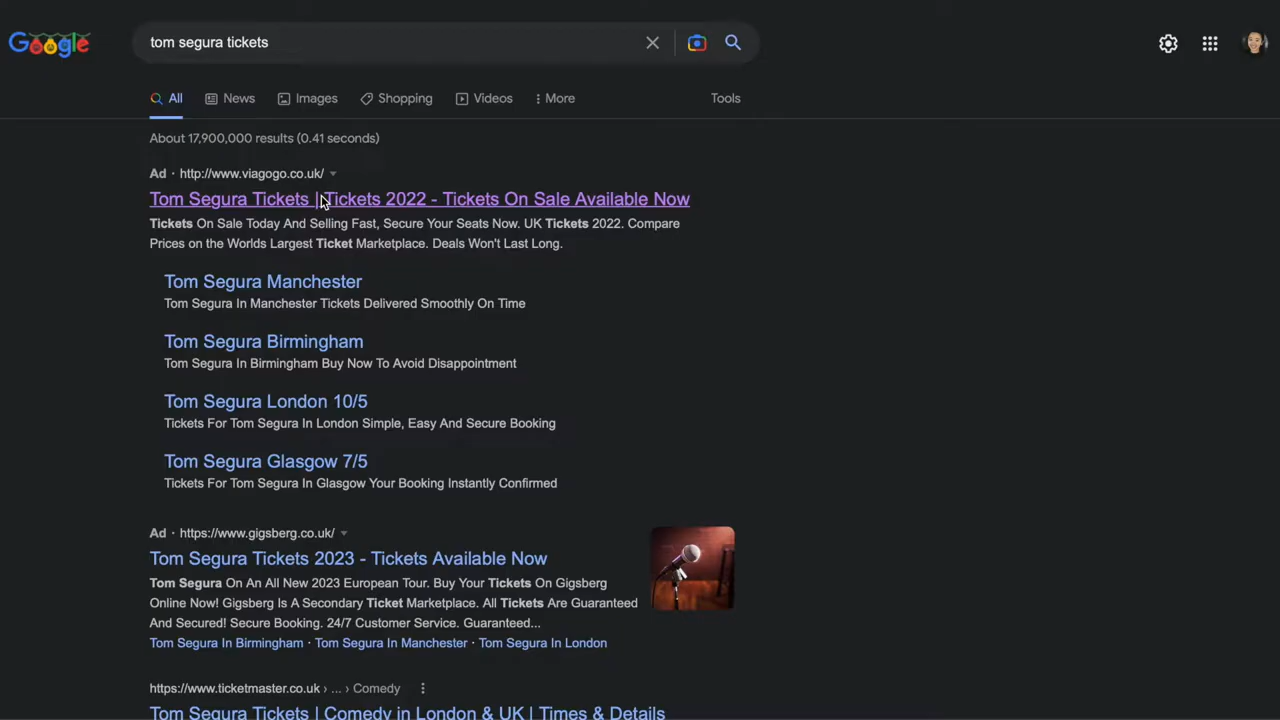 Google
tom segura tickets
All News Images Shopping Videos More Tools
About 17,900,000 results (0.41 seconds)
Ad · http://www.viagogo.co.uk/
Tom Segura Tickets | Tickets 2022 - Tickets On Sale Available Now
Tickets On Sale Today And Selling Fast, Secure Your Seats Now. UK Tickets 2022. Compare
Prices on the Worlds Largest Ticket Marketplace. Deals Won't Last Long.
Tom Segura Manchester
Tom Segura In Manchester Tickets Delivered Smoothly On Time
Tom Segura Birmingham
Tom Segura In Birmingham Buy Now To Avoid Disappointment
Tom Segura London 10/5
Tickets For Tom Segura In London Simple, Easy And Secure Booking
Tom Segura Glasgow 7/5
Tickets For Tom Segura In Glasgow Your Booking Instantly Confirmed
Ad · https://www.gigsberg.co.uk/
Tom Segura Tickets 2023 - Tickets Available Now
Tom Segura On An All New 2023 European Tour. Buy Your Tickets On Gigsberg
Online Now! Gigsberg Is A Secondary Ticket Marketplace. All Tickets Are Guaranteed
And Secured! Secure Booking. 24/7 Customer Service. Guaranteed...
Tom Segura In Birmingham · Tom Segura In Manchester · Tom Segura In London
https://www.ticketmaster.co.uk › ... › Comedy
Tom Segura Tickets | Comedy in London & UK | Times & Details